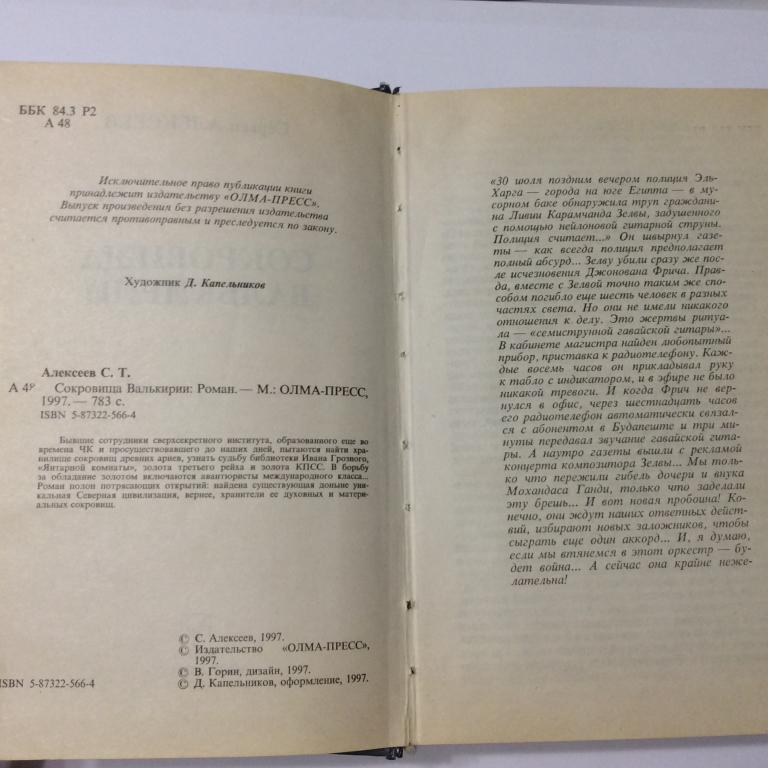 ББК 84.3 Р2
А 48
Исключительное право публикации книги
принадлежит издательству «ОЛМА-ПРЕСС».
Выпуск произведения без разрешения издательства
считается противоправным и преследуется по закону.
Художник Д. Капельников
Алексеев С. Т.
А 48 Сокровища Валькирии: Роман. — М.: ОЛМА-ПРЕСС,
1997. — 783 с.
ISBN 5-87322-566-4
Бывшие сотрудники сверхсекретного института, образованного еще во
времена ЧК и просуществовавшего до наших дней, пытаются найти хра-
нилище сокровищ древних ариев, узнать судьбу библиотеки Ивана Грозного,
«Янтарной комнаты», золота третьего рейха и золота КПСС. В борьбу
за обладание золотом включаются авантюристы международного класса...
Роман полон потрясающих открытий: найдена существующая доныне уни-
кальная Северная цивилизация, вернее, хранители ее духовных и матери-
альных сокровищ.
© С. Алексеев, 1997.
© Издательство «ОЛМА-ПРЕСС»,
1997.
© В. Горин, дизайн, 1997.
© Д. Капельников, оформление, 1997.
ISBN 5-87322-566-4
«30 июля поздним вечером полиция Эль-
Харга — города на юге Египта — в му-
сорном баке обнаружила труп граждани-
на Ливии Карамчанда Зелвы, задушенного
с помощью нейлоновой гитарной струны.
Полиция считает...» Он швырнул газе-
ты — как всегда полиция предполагает
полный абсурд... Зелву убили сразу же пос-
ле исчезновения Джонована Фрича. Прав-
да, вместе с Зелвой точно таким же спо-
собом погибло еще шесть человек в разных
частях света. Но они не имели никакого
отношения к делу. Это жертвы ритуа-
ла — «семиструнной гавайской гитары»...
В кабинете магистра найден любопытный
прибор, приставка к радиотелефону. Каж-
дые восемь часов он прикладывал руку
к табло с индикатором, и в эфире не было
никакой тревоги. И когда Фрич не вер-
нулся в офис, через шестнадцать часов
его радиотелефон автоматически связал-
ся с абонентом в Будапеште и три ми-
нуты передавал звучание гавайской гита-
ры. А наутро газеты вышли с рекламой
концерта композитора Зелвы... Мы толь-
ко что пережили гибель дочери и внука
Мохандаса Ганди, только что заделали
эту брешь... И вот новая пробоина! Ко-
нечно, они ждут наших ответных дейст-
вий, избирают новых заложников, чтобы
сыграть еще один аккорд... И, я думаю,
если мы втянемся в этот оркестр — бу-
дет война... А сейчас она крайне неже-
лательна!